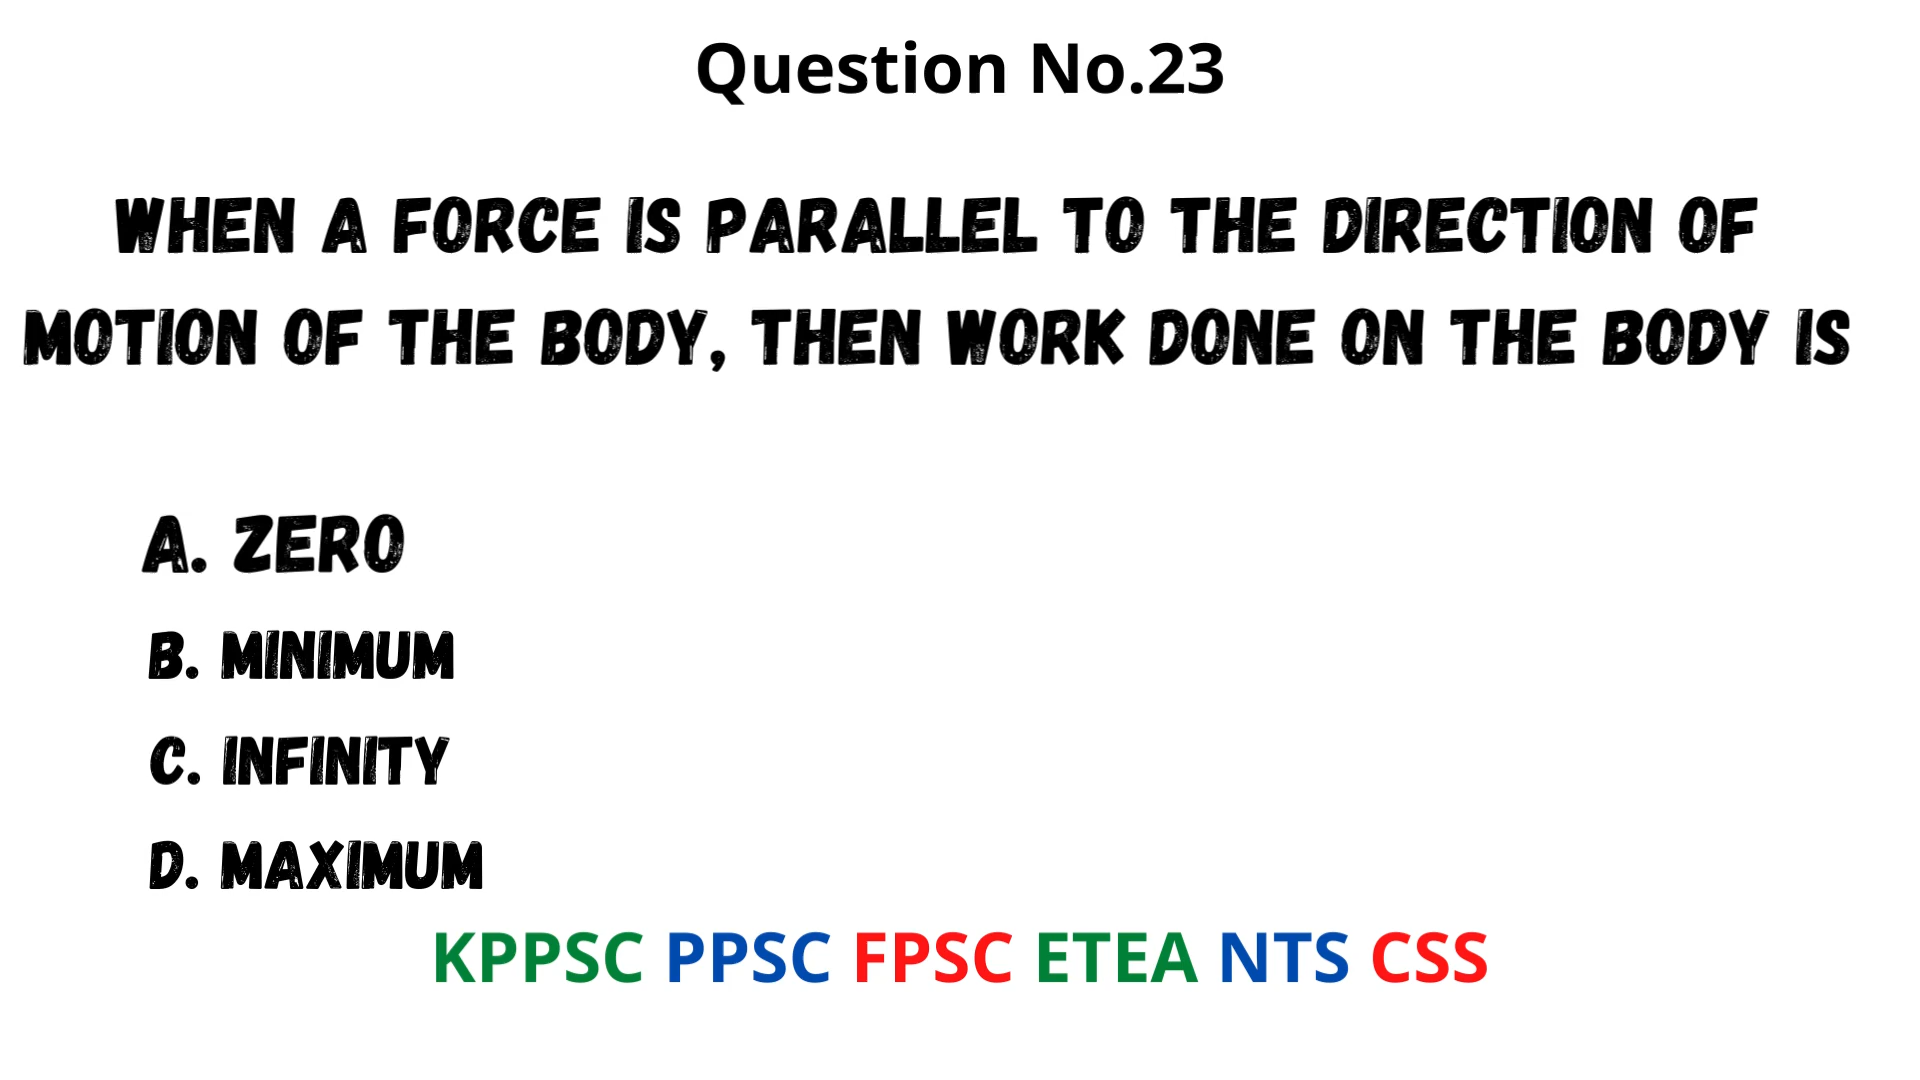 Question No.23
WHEN A FORCE IS PARALLEL TO THE DIRECTION OF
MOTION OF THE BODY, THEN WORK DONE ON THE BODY IS
A. ZERO
B. MINIMUM
C. INFINITY
D. MAXIMUM
KPPSC PPSC FPSC ETEA NTS CSS